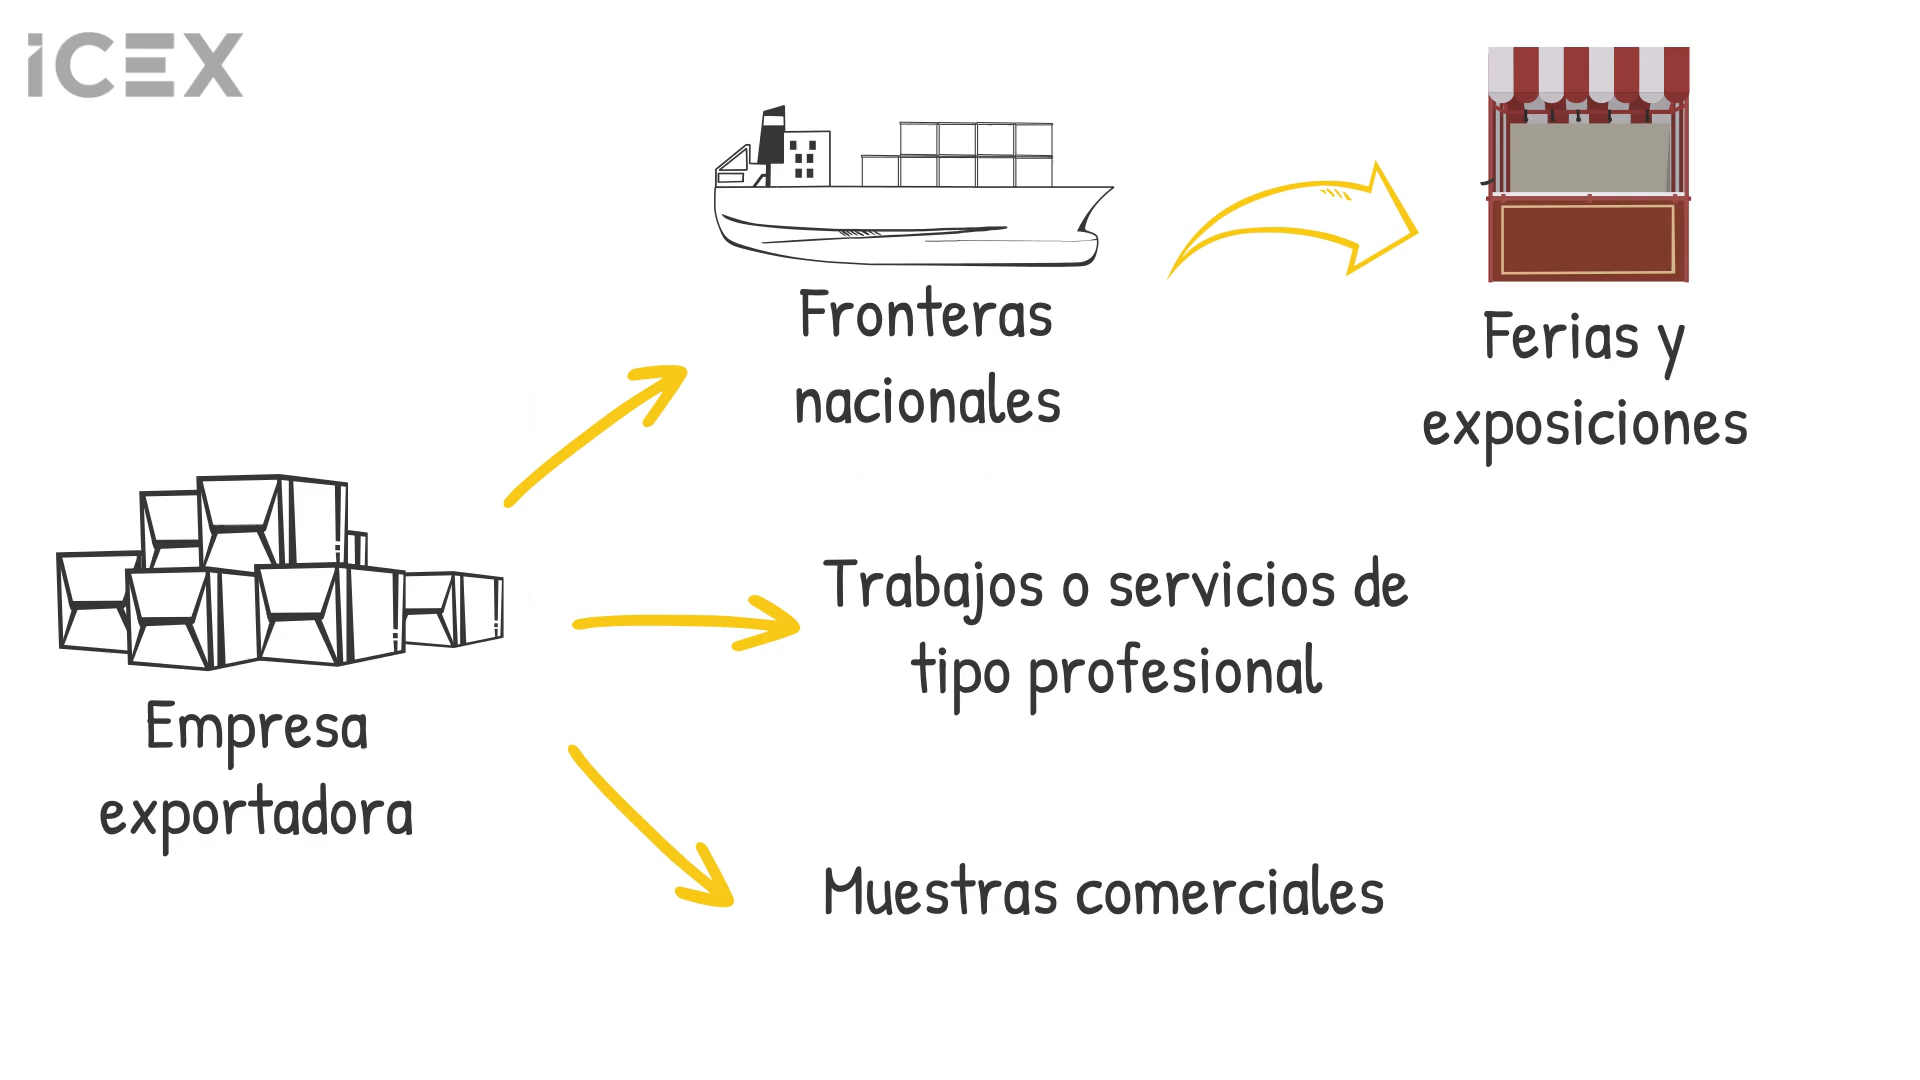 iCEX
Fronteras
nacionales
Ferias y
exposiciones
Trabajos o servicios de
tipo profesional
Empresa
exportadora
Muestras comerciales